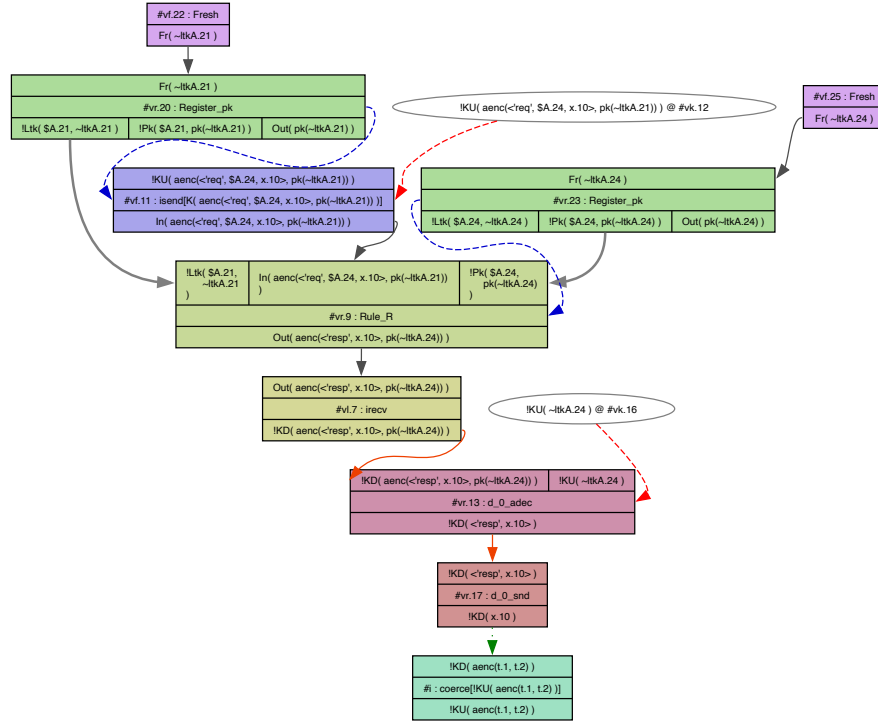 #vf.22 : Fresh
Fr( ~ltkA.21 )
Fr( ~ltkA.21 )
#vr.20 : Register_pk
!Ltk( $A.21, ~ltkA.21 )
!Pk( $A.21, pk(~ltkA.21) )
Out( pk(~ltkA.21) )
!KU( aenc(<'req', $A.24, x.10>, pk(~ltkA.21)) ) @ #vk.12
#vf.25 : Fresh
Fr( ~ltkA.24 )
!KU( aenc(<'req', $A.24, x.10>, pk(~ltkA.21)) )
#vf.11 : isend[K( aenc(<'req', $A.24, x.10>, pk(~ltkA.21)) )]
In( aenc(<'req', $A.24, x.10>, pk(~ltkA.21)) )
Fr( ~ltkA.24 )
#vr.23 : Register_pk
!Ltk( $A.24, ~ltkA.24 )
!Pk( $A.24, pk(~ltkA.24) )
Out( pk(~ltkA.24) )
!Ltk( $A.21,
~ltkA.21
)
In( aenc(<'req', $A.24, x.10>, pk(~ltkA.21))
)
!Pk( $A.24,
pk(~ltkA.24)
)
#vr.9 : Rule_R
Out( aenc(<'resp', x.10>, pk(~ltkA.24)) )
Out( aenc(<'resp', x.10>, pk(~ltkA.24)) )
#vl.7 : irecv
!KD( aenc(<'resp', x.10>, pk(~ltkA.24)) )
!KU( ~ltkA.24 ) @ #vk.16
!KD( aenc(<'resp', x.10>, pk(~ltkA.24)) )
!KU( ~ltkA.24 )
#vr.13 : d_0_adec
!KD( <'resp', x.10> )
!KD( <'resp', x.10> )
#vr.17 : d_0_snd
!KD( x.10 )
!KD( aenc(t.1, t.2) )
#i : coerce[!KU( aenc(t.1, t.2) )]
!KU( aenc(t.1, t.2) )